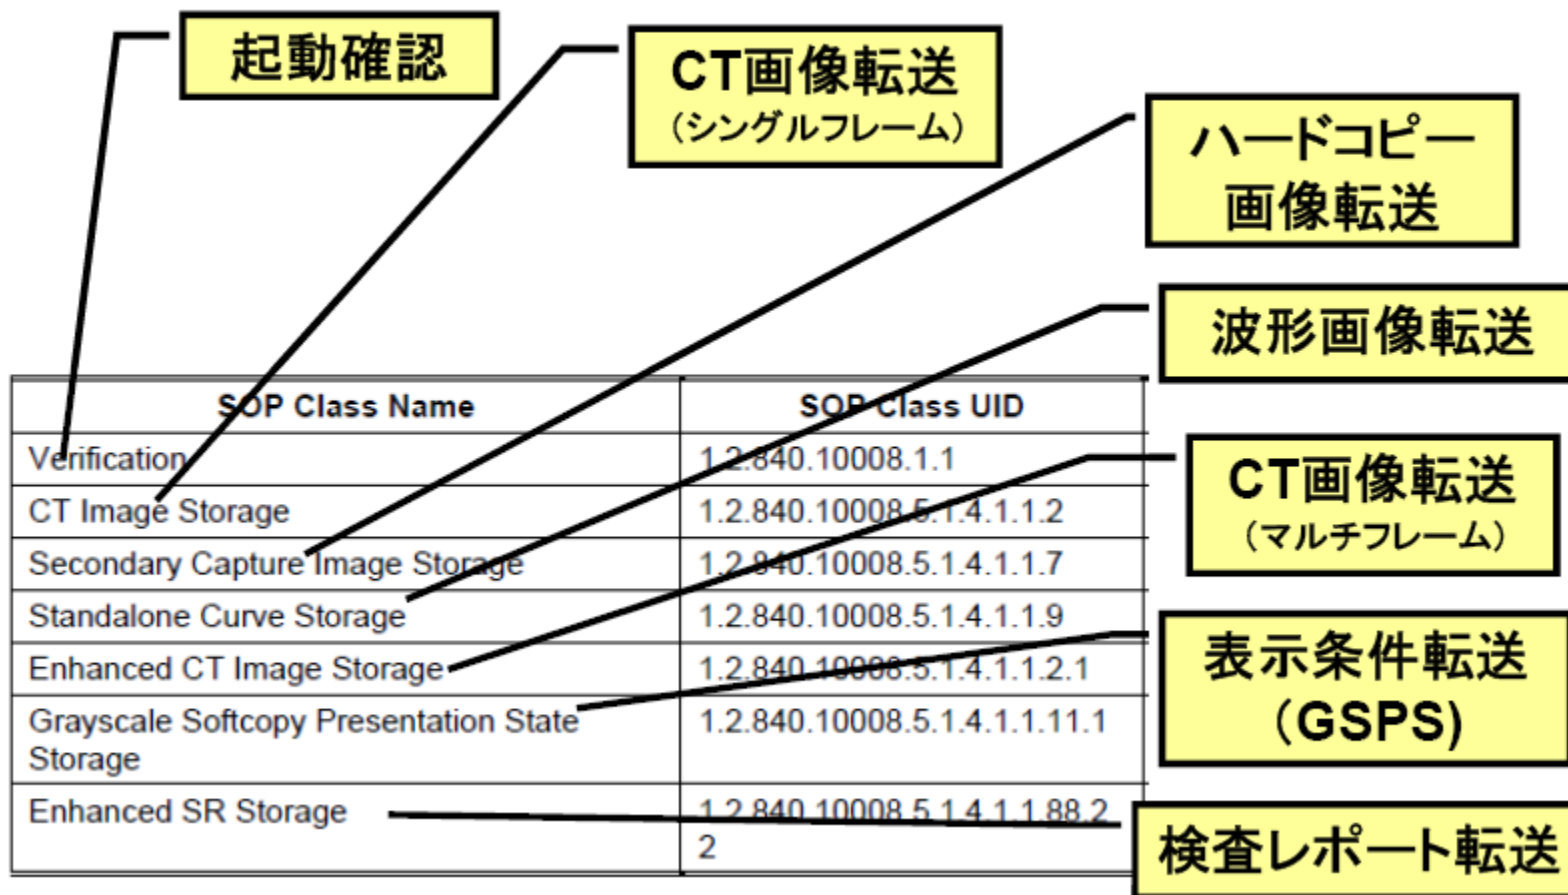 起動確認
CT画像転送
（シングルフレーム）
ハードコピー
画像転送
波形画像転送
SOP Class Name
SOP Class UID
Verification
1.2.840.10008.1.1
CT画像転送
（マルチフレーム）
CT Image Storage
1.2.840.10008.5.1.4.1.1.2
Secondary Capture Image Storage
1.2.840.10008.5.1.4.1.1.7
Standalone Curve Storage
1.2.840.10008.5.1.4.1.1.9
Enhanced CT Image Storage
1.2.840.10008.5.1.4.1.1.2.1
表示条件転送
（GSPS)
Grayscale Softcopy Presentation State
Storage
1.2.840.10008.5.1.4.1.1.11.1
Enhanced SR Storage
1.2.840.10008.5.1.4.1.1.88.2
2
検査レポート転送